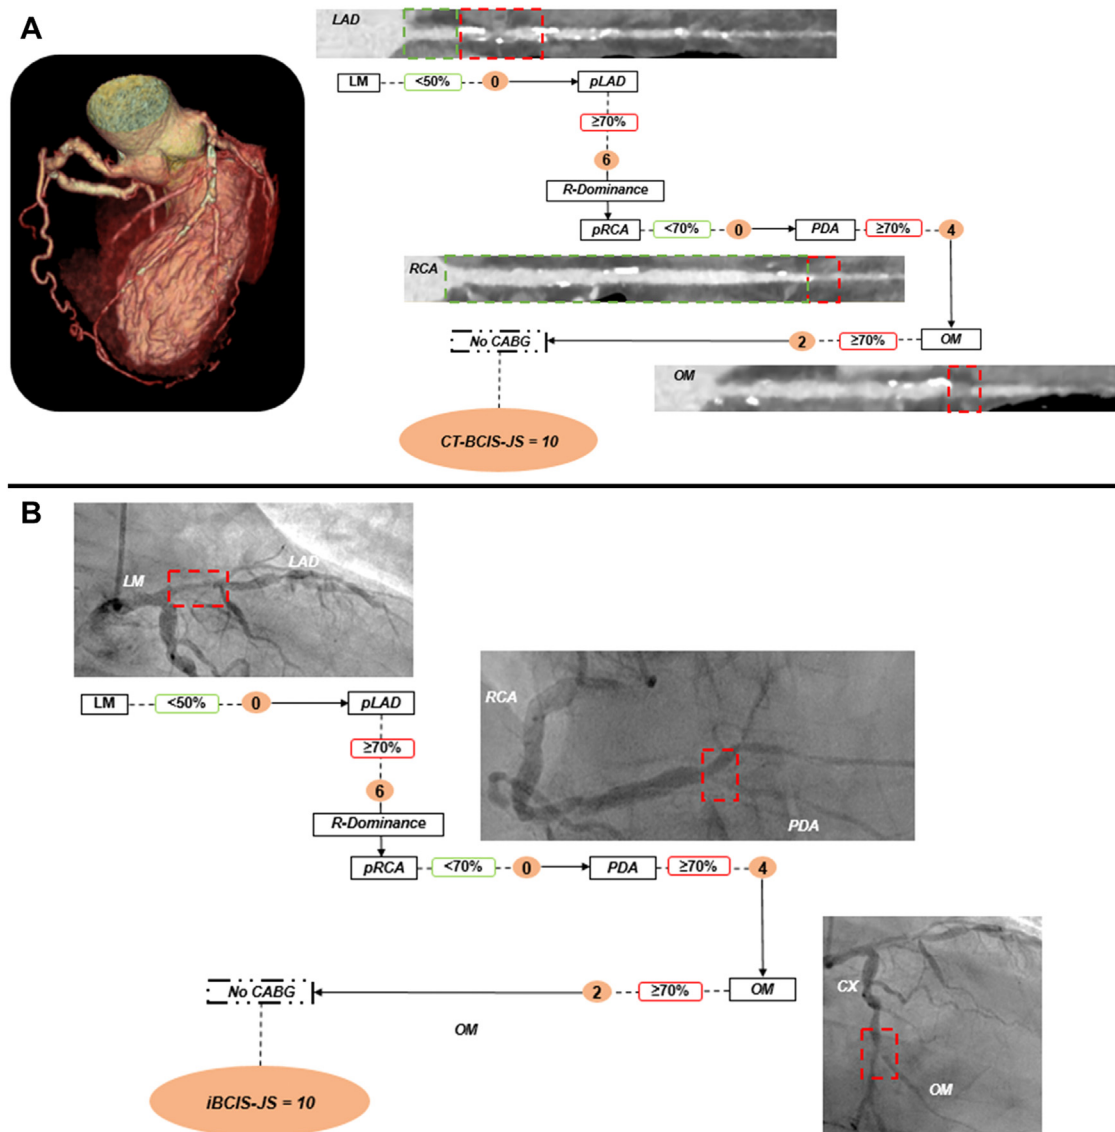 A
LAD
LM
<50%
0
pLAD
≥70%
6
R-Dominance
pRCA
<70%
0
PDA
≥70%
4
RCA
No CABG
2
≥70%
OM
OM
CT-BCIS-JS = 10
B
LM
LAD
LM
<50%
0
pLAD
≥70%
6
R-Dominance
RCA
PDA
pRCA
<70%
0
PDA
≥70%
4
No CABG
2
≥70%
OM
OM
CX
OM
iBCIS-JS = 10